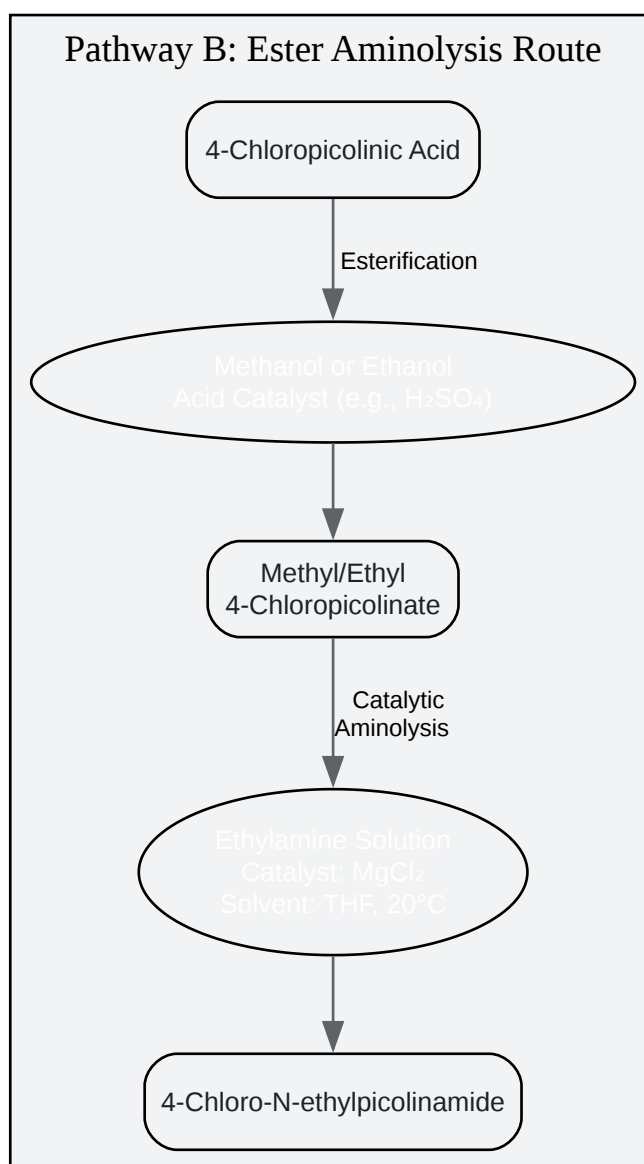 Pathway B: Ester Aminolysis Route
4-Chloropicolinic Acid
Esterification
Methanol or Ethanol
Acid Catalyst (e.g., H₂SO₄)
Methyl/Ethyl
4-Chloropicolinate
Catalytic
Aminolysis
Ethylamine Solution
Catalyst: MgCl₂
Solvent: THF, 20°C
4-Chloro-N-ethylpicolinamide